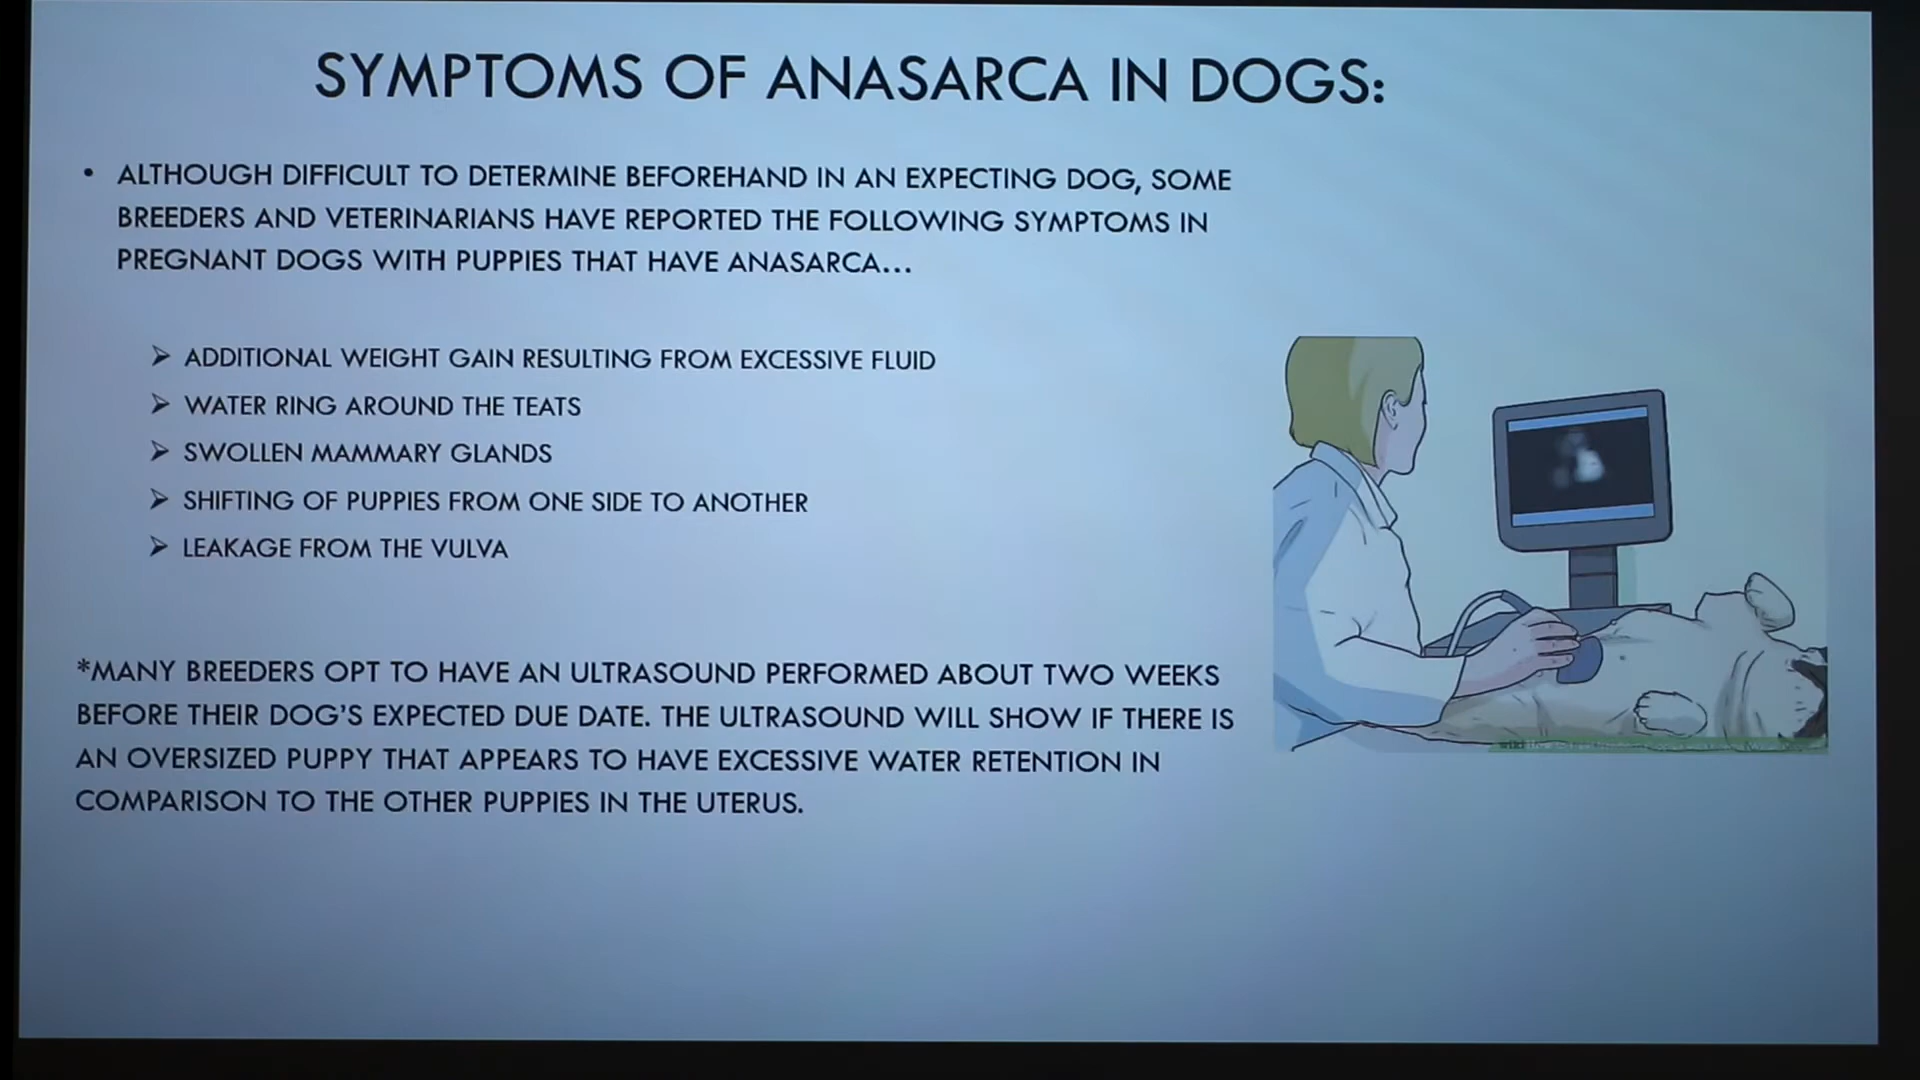 SYMPTOMS OF ANASARCA IN DOGS:
• ALTHOUGH DIFFICULT TO DETERMINE BEFOREHAND IN AN EXPECTING DOG, SOME
BREEDERS AND VETERINARIANS HAVE REPORTED THE FOLLOWING SYMPTOMS IN
PREGNANT DOGS WITH PUPPIES THAT HAVE ANASARCA...
➢ ADDITIONAL WEIGHT GAIN RESULTING FROM EXCESSIVE FLUID
➢ WATER RING AROUND THE TEATS
➢ SWOLLEN MAMMARY GLANDS
➢ SHIFTING OF PUPPIES FROM ONE SIDE TO ANOTHER
➢ LEAKAGE FROM THE VULVA
*MANY BREEDERS OPT TO HAVE AN ULTRASOUND PERFORMED ABOUT TWO WEEKS
BEFORE THEIR DOG'S EXPECTED DUE DATE. THE ULTRASOUND WILL SHOW IF THERE IS
AN OVERSIZED PUPPY THAT APPEARS TO HAVE EXCESSIVE WATER RETENTION IN
COMPARISON TO THE OTHER PUPPIES IN THE UTERUS.
wiki